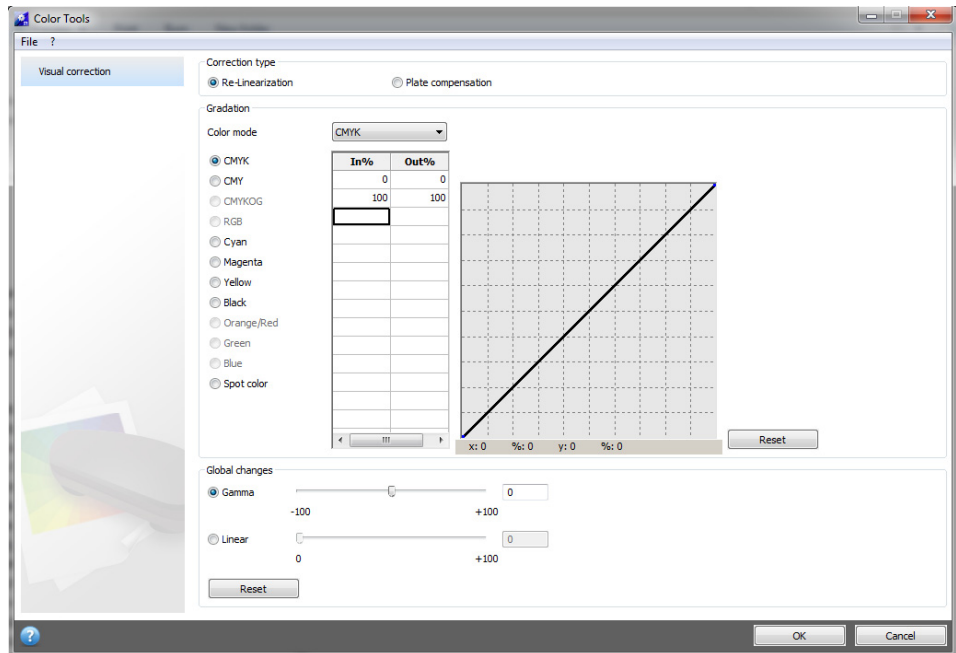 Color Tools
File ?
Visual correction
Correction type
Re-Linearization
Plate compensation
Gradation
Color mode
CMYK
CMYK
CMY
CMYKOG
RGB
Cyan
Magenta
Yellow
Black
Orange/Red
Green
Blue
Spot color
In% Out%
0 0
100 100
x: 0 %: 0 y: 0 %: 0
Reset
Global changes
Gamma
0
-100 +100
Linear
0
0 +100
Reset
?
OK
Cancel